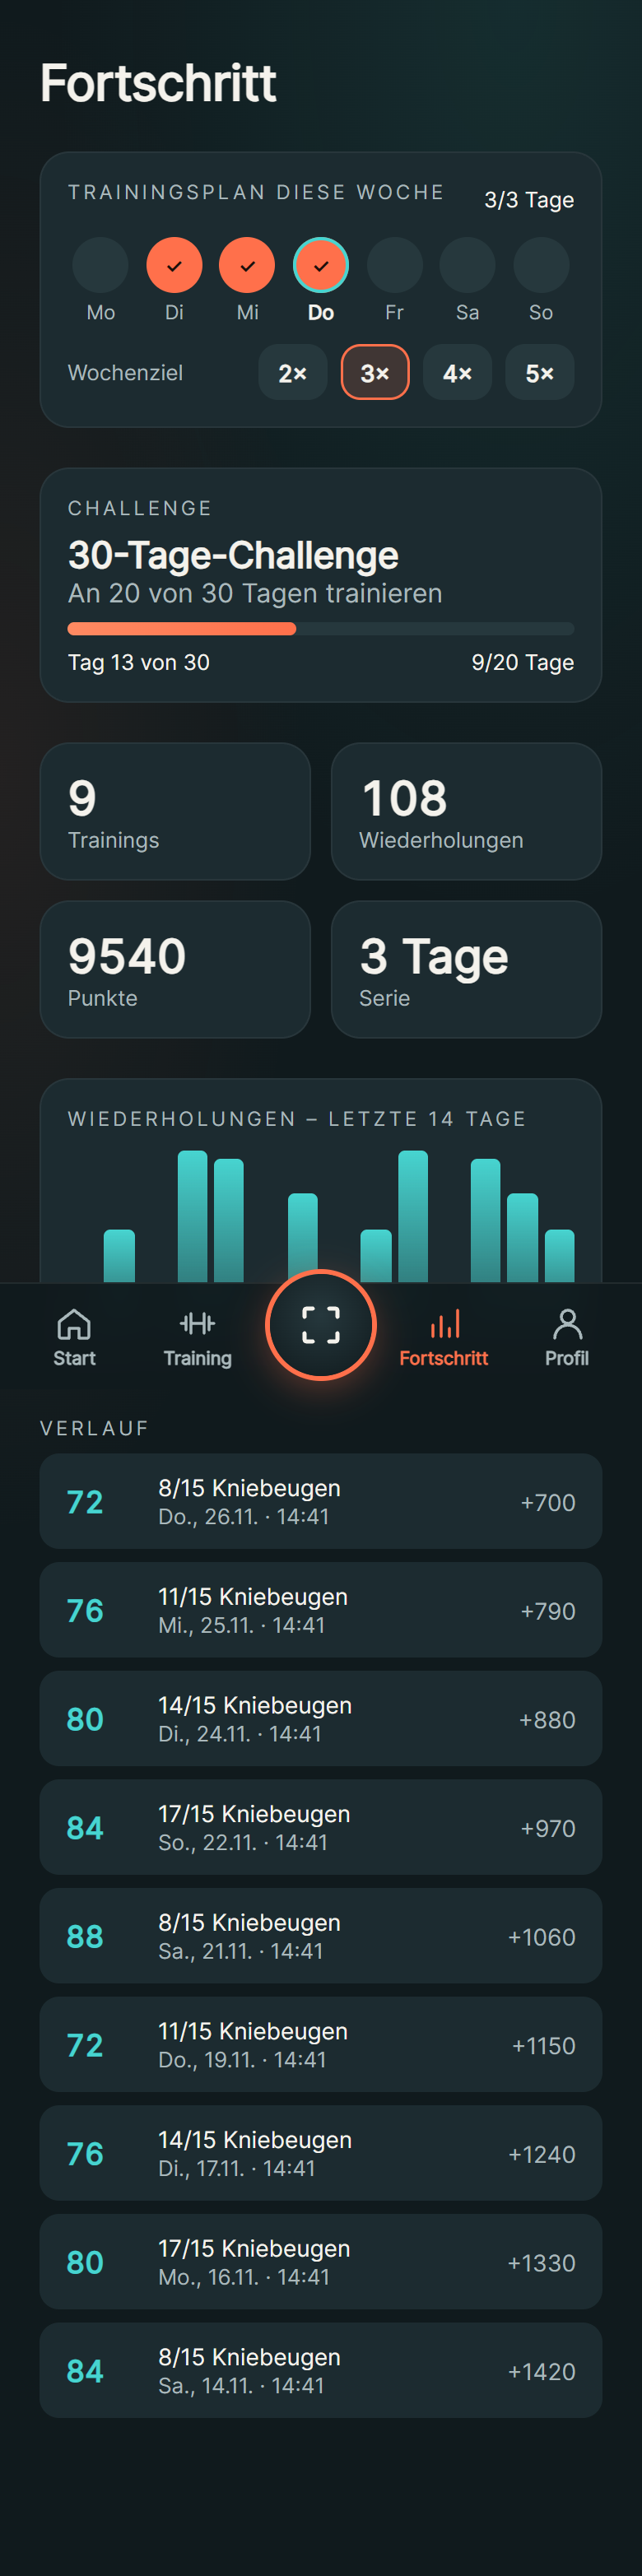 Fortschritt
TRAININGSPLAN DIESE WOCHE
3/3 Tage
Mo Di Mi Do Fr Sa So
Wochenziel 2× 3× 4× 5×
CHALLENGE
30-Tage-Challenge
An 20 von 30 Tagen trainieren
Tag 13 von 30 9/20 Tage
9 108
Trainings Wiederholungen
9540 3 Tage
Punkte Serie
WIEDERHOLUNGEN – LETZTE 14 TAGE
Start Training Fortschritt Profil
VERLAUF
72 8/15 Kniebeugen +700
Do., 26.11. · 14:41
76 11/15 Kniebeugen +790
Mi., 25.11. · 14:41
80 14/15 Kniebeugen +880
Di., 24.11. · 14:41
84 17/15 Kniebeugen +970
So., 22.11. · 14:41
88 8/15 Kniebeugen +1060
Sa., 21.11. · 14:41
72 11/15 Kniebeugen +1150
Do., 19.11. · 14:41
76 14/15 Kniebeugen +1240
Di., 17.11. · 14:41
80 17/15 Kniebeugen +1330
Mo., 16.11. · 14:41
84 8/15 Kniebeugen +1420
Sa., 14.11. · 14:41